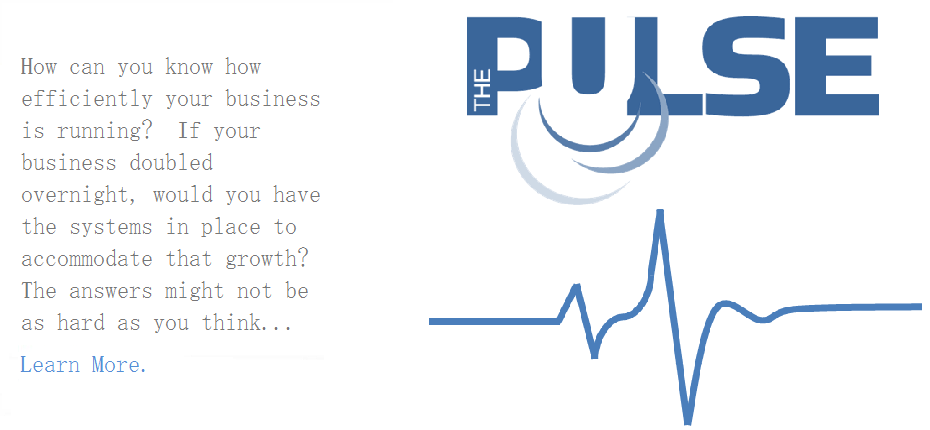 How can you know how
efficiently your business
is running?  If your
business doubled
overnight, would you have
the systems in place to
accommodate that growth?
The answers might not be
as hard as you think...
Learn More.
THE PULSE